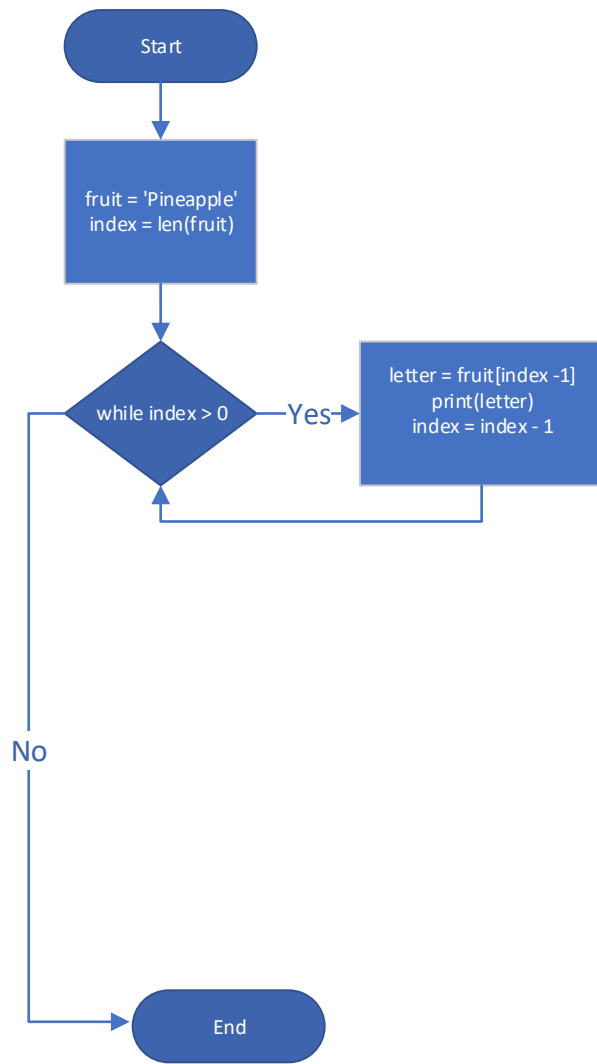 Start
fruit = 'Pineapple'
index = len(fruit)
while index > 0
Yes
letter = fruit[index -1]
print(letter)
index = index - 1
No
End